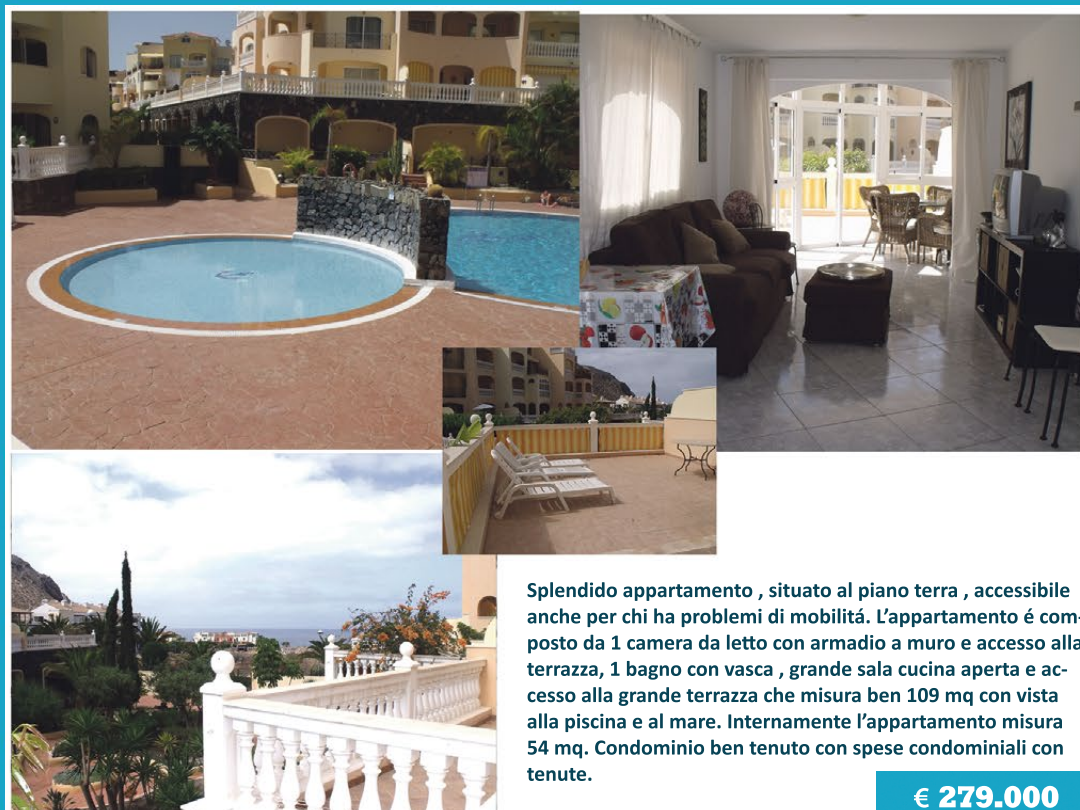 Splendido appartamento , situato al piano terra , accessibile
anche per chi ha problemi di mobilitá. L’appartamento é com-
posto da 1 camera da letto con armadio a muro e accesso alla
terrazza, 1 bagno con vasca , grande sala cucina aperta e ac-
cesso alla grande terrazza che misura ben 109 mq con vista
alla piscina e al mare. Internamente l’appartamento misura
54 mq. Condominio ben tenuto con spese condominiali con
tenute.
€ 279.000